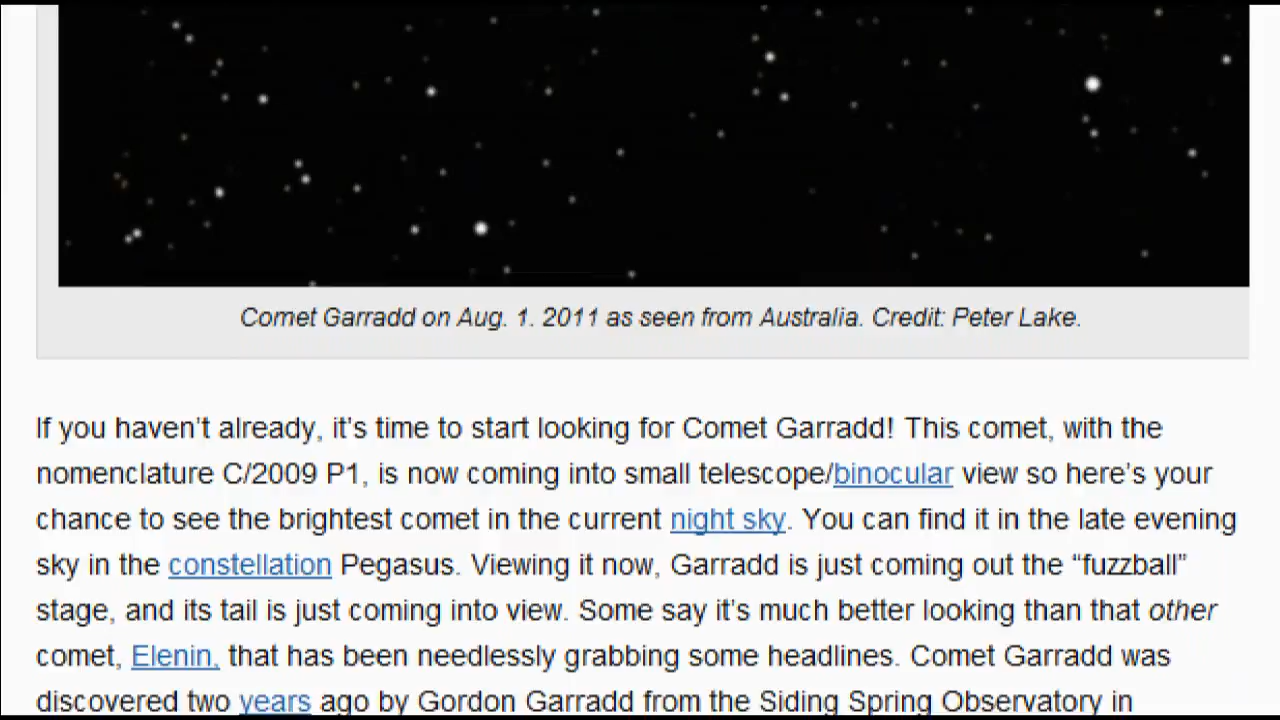 Comet Garradd on Aug. 1. 2011 as seen from Australia. Credit: Peter Lake.
If you haven't already, it's time to start looking for Comet Garradd! This comet, with the
nomenclature C/2009 P1, is now coming into small telescope/binocular view so here's your
chance to see the brightest comet in the current night sky. You can find it in the late evening
sky in the constellation Pegasus. Viewing it now, Garradd is just coming out the “fuzzball”
stage, and its tail is just coming into view. Some say it's much better looking than that other
comet, Elenin, that has been needlessly grabbing some headlines. Comet Garradd was
discovered two years ago by Gordon Garradd from the Siding Spring Observatory in